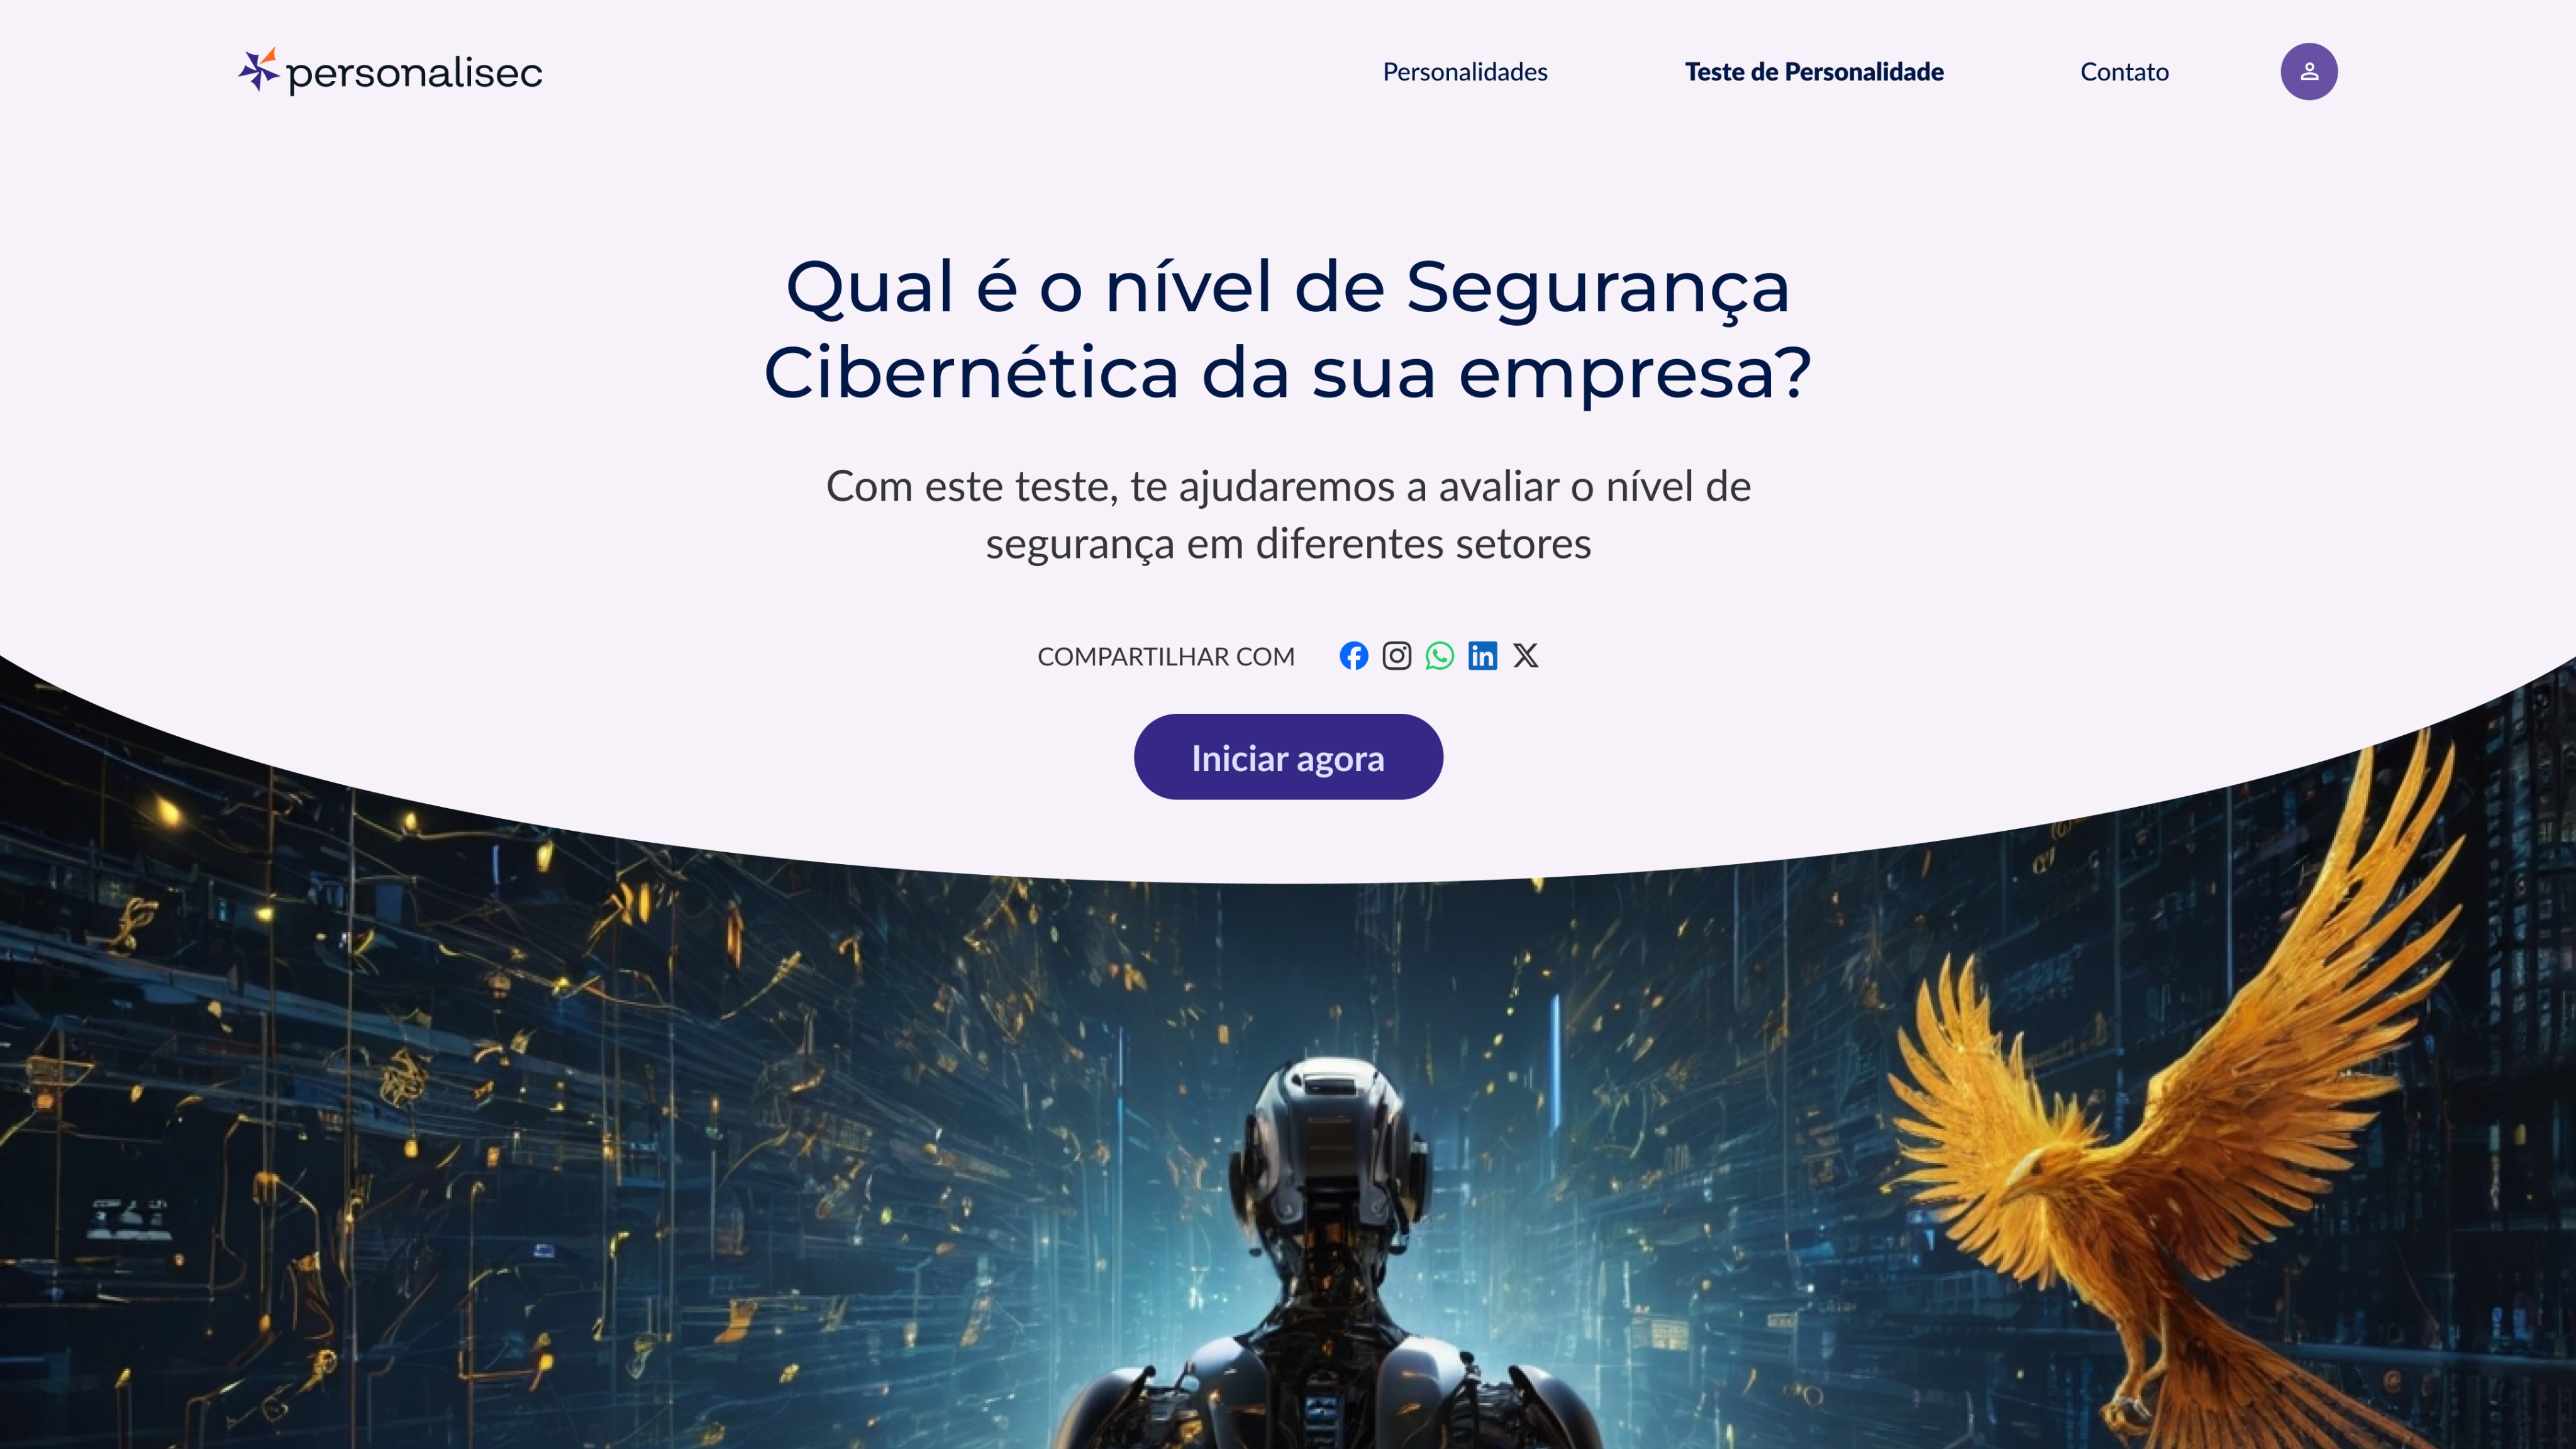 personalisec
Personalidades
Teste de Personalidade
Contato
Qual é o nível de Segurança
Cibernética da sua empresa?
Com este teste, te ajudaremos a avaliar o nível de
segurança em diferentes setores
COMPARTILHAR COM
Iniciar agora